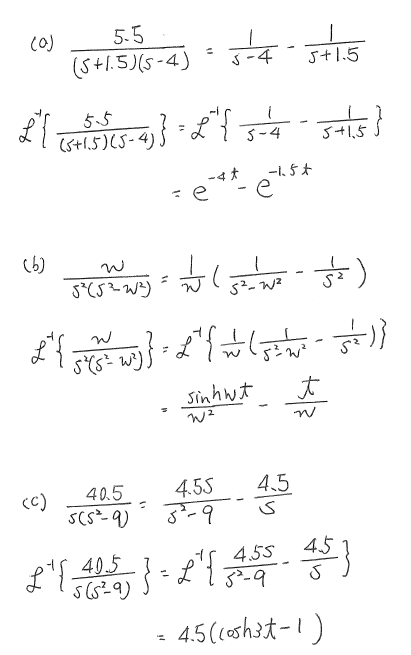 (a) 5.5/((s+1.5)(s-4)) = 1/(s-4) - 1/(s+1.5)
ℒ⁻¹{5.5/((s+1.5)(s-4))} = ℒ⁻¹{1/(s-4) - 1/(s+1.5)}
= e^(-4t) - e^(-1.5t)
(b) w/(s²(s²-w²)) = 1/w (1/(s²-w²) - 1/s²)
ℒ⁻¹{w/(s²(s²-w²))} = ℒ⁻¹{1/w (1/(s²-w²) - 1/s²)}
= sinhwt/w² - t/w
(c) 40.5/(s(s²-9)) = 4.5s/(s²-9) - 4.5/s
ℒ⁻¹{40.5/(s(s²-9))} = ℒ⁻¹{4.5s/(s²-9) - 4.5/s}
= 4.5(cosh3t-1)